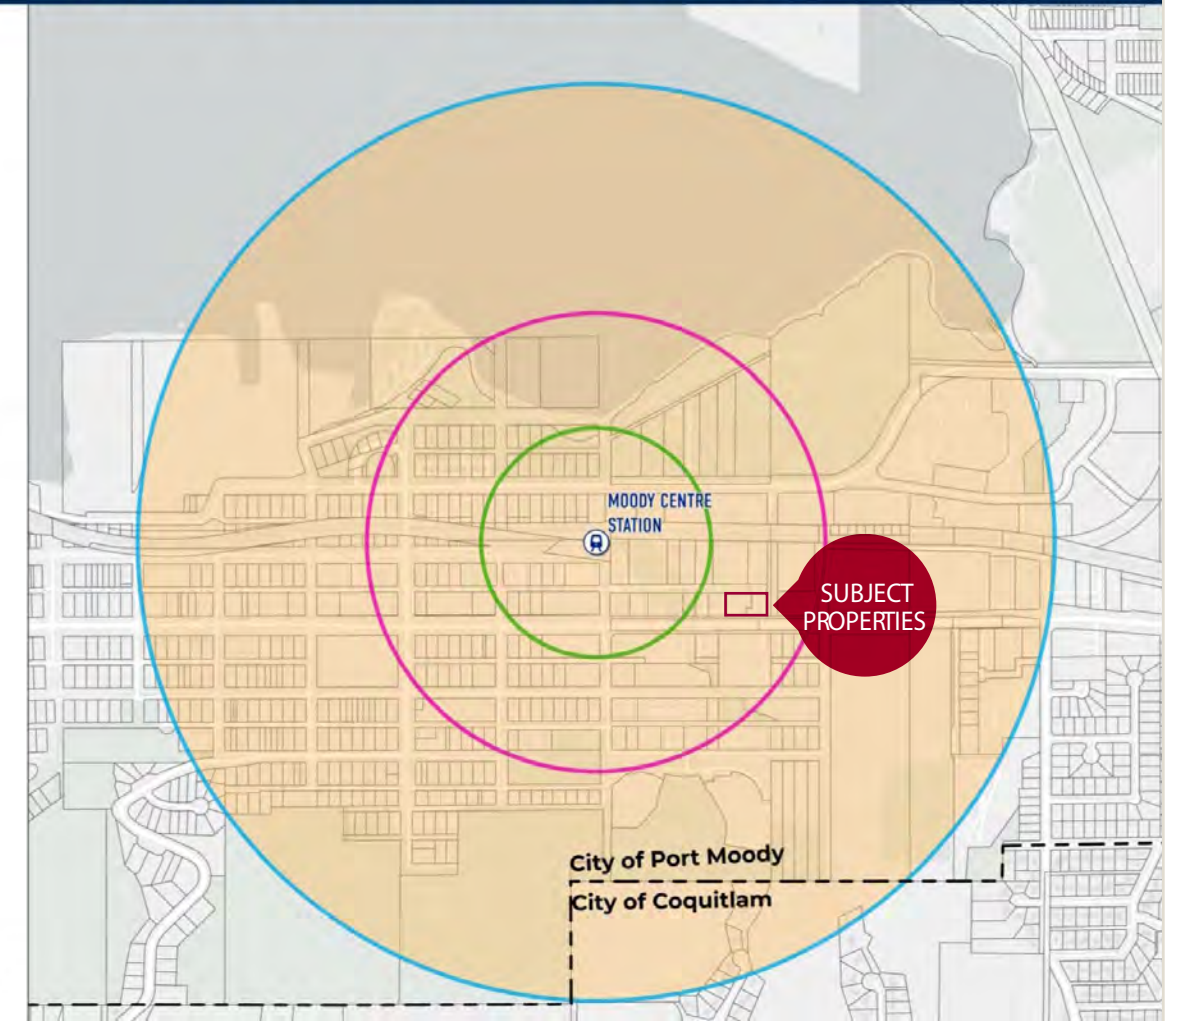 MOODY CENTRE
STATION
SUBJECT
PROPERTIES
City of Port Moody
City of Coquitlam